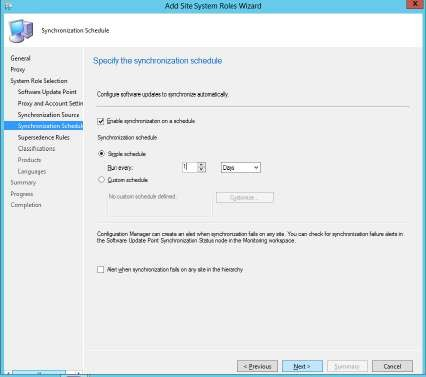 Add Site System Roles Wizard
Synchronization Schedule
General
Proxy
System Role Selection
Software Update Point
Proxy and Account Settin
Synchronization Source
Synchronization Schedul
Supersedence Rules
Classifications
Products
Languages
Summary
Progress
Completion
Specify the synchronization schedule
Configure software updates to synchronize automatically.
Enable synchronization on a schedule
Synchronization schedule
Simple schedule
Run every: 1 Days
Custom schedule
No custom schedule defined.
Customize...
Configuration Manager can create an alert when synchronization fails on any site. You can check for synchronization failure alerts in
the Software Update Point Synchronization Status node in the Monitoring workspace.
Alert when synchronization fails on any site in the hierarchy
< Previous
Next >
Summary
Cancel